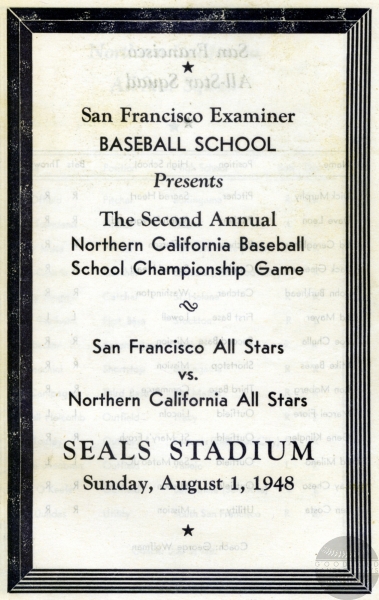 San Francisco Examiner
BASEBALL SCHOOL
Presents
The Second Annual
Northern California Baseball
School Championship Game
San Francisco All Stars
vs.
Northern California All Stars
SEALS STADIUM
Sunday, August 1, 1948